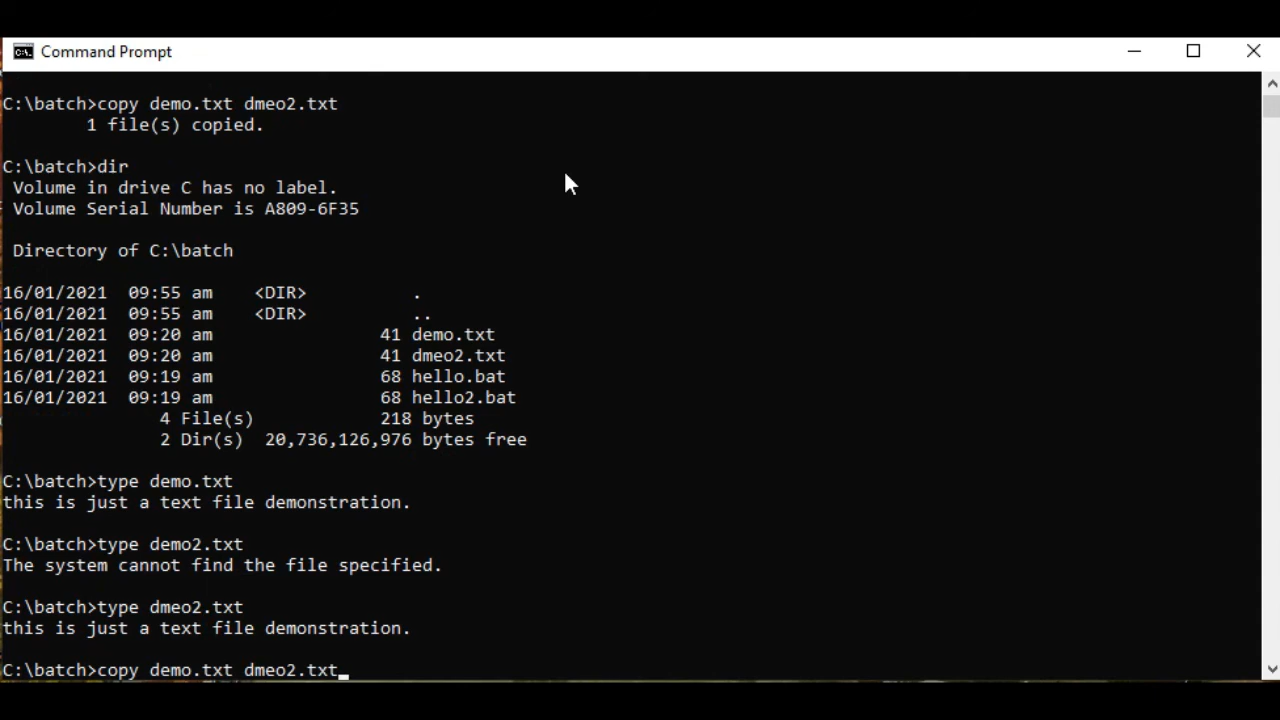 Command Prompt
C:\batch>copy demo.txt dmeo2.txt
        1 file(s) copied.
C:\batch>dir
 Volume in drive C has no label.
 Volume Serial Number is A809-6F35
 Directory of C:\batch
16/01/2021  09:55 am    <DIR>          .
16/01/2021  09:55 am    <DIR>          ..
16/01/2021  09:20 am                41 demo.txt
16/01/2021  09:20 am                41 dmeo2.txt
16/01/2021  09:19 am                68 hello.bat
16/01/2021  09:19 am                68 hello2.bat
               4 File(s)            218 bytes
               2 Dir(s)  20,736,126,976 bytes free
C:\batch>type demo.txt
this is just a text file demonstration.
C:\batch>type demo2.txt
The system cannot find the file specified.
C:\batch>type dmeo2.txt
this is just a text file demonstration.
C:\batch>copy demo.txt dmeo2.txt